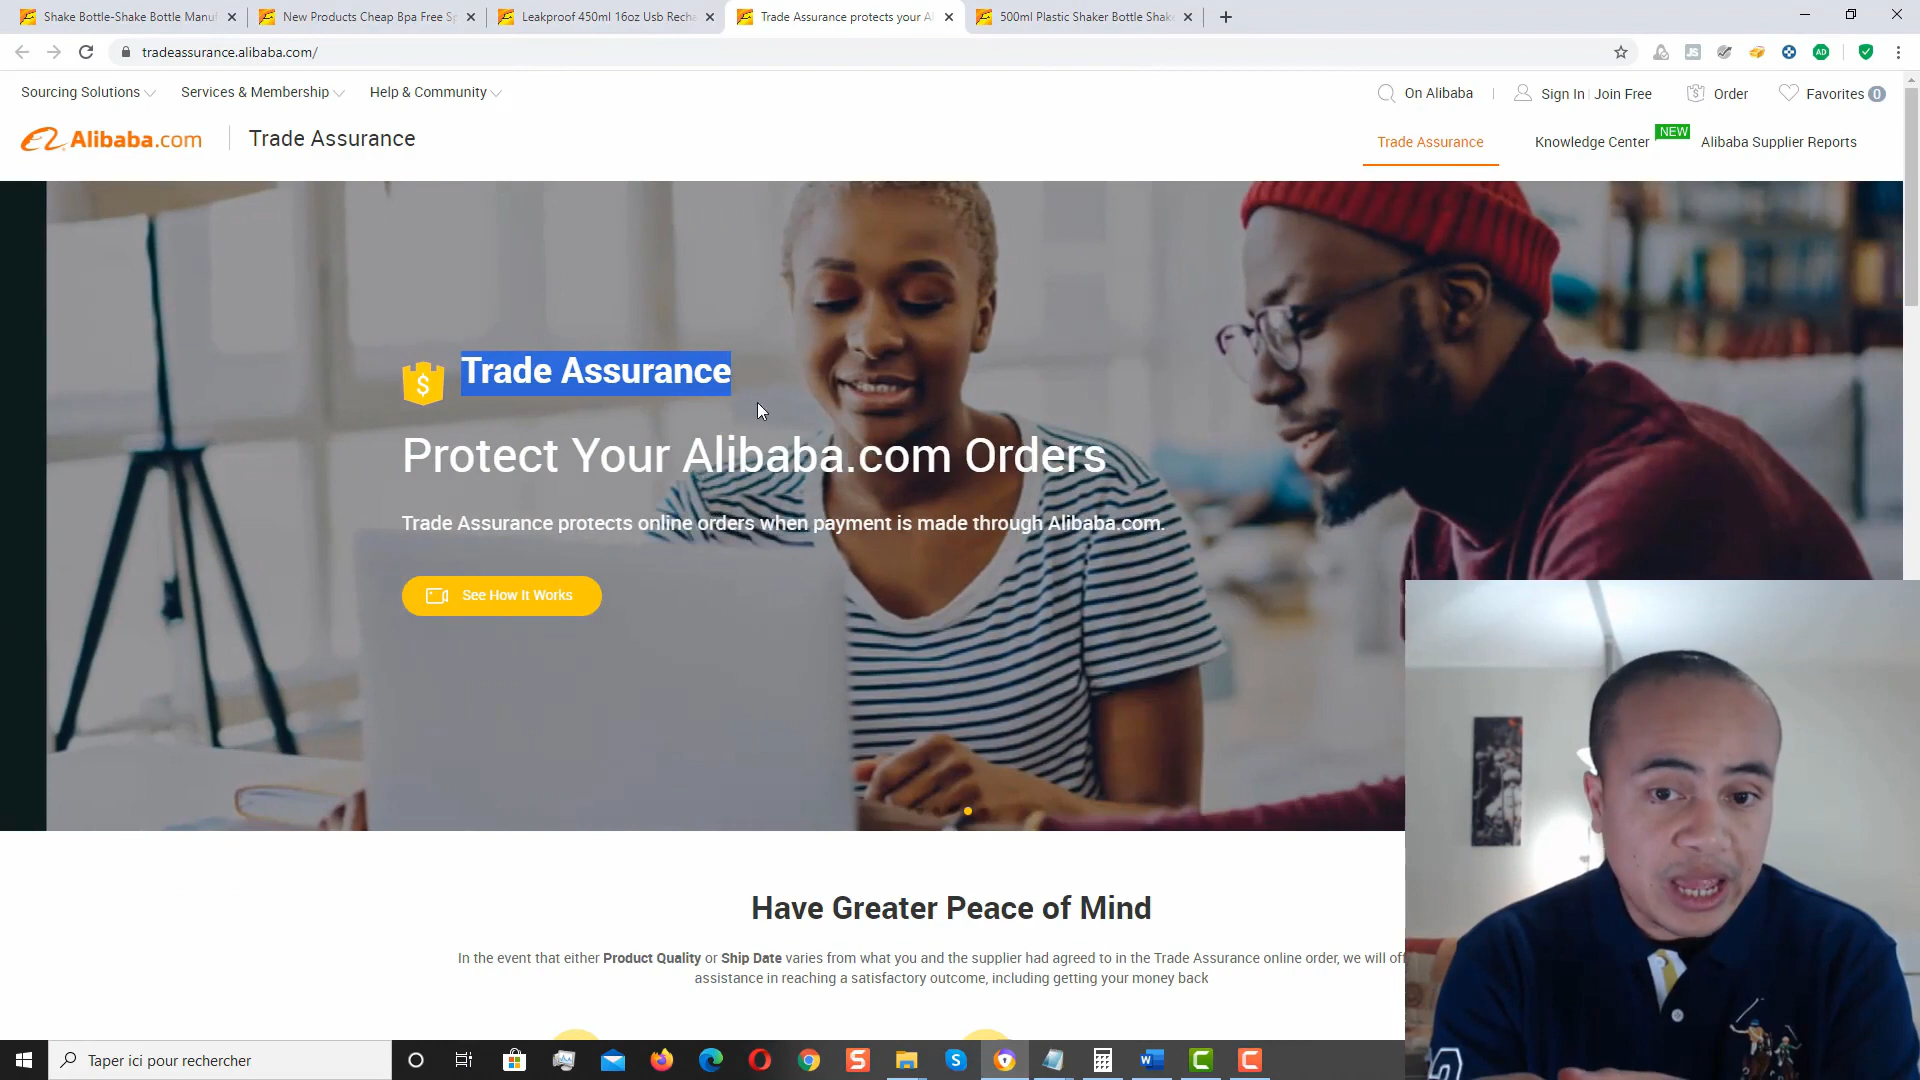 Shake Bottle-Shake Bottle Manuf
New Products Cheap Bpa Free Sp
Leakproof 450ml 16oz Usb Recha
Trade Assurance protects your Al
500ml Plastic Shaker Bottle Shake
tradeassurance.alibaba.com/
Sourcing Solutions
Services & Membership
Help & Community
On Alibaba
Sign In
Join Free
Order
Favorites 0
Alibaba.com
Trade Assurance
Trade Assurance
Knowledge Center
NEW
Alibaba Supplier Reports
$ Trade Assurance
Protect Your Alibaba.com Orders
Trade Assurance protects online orders when payment is made through Alibaba.com.
See How It Works
Have Greater Peace of Mind
In the event that either Product Quality or Ship Date varies from what you and the supplier had agreed to in the Trade Assurance online order, we will of
assistance in reaching a satisfactory outcome, including getting your money back
Taper ici pour rechercher